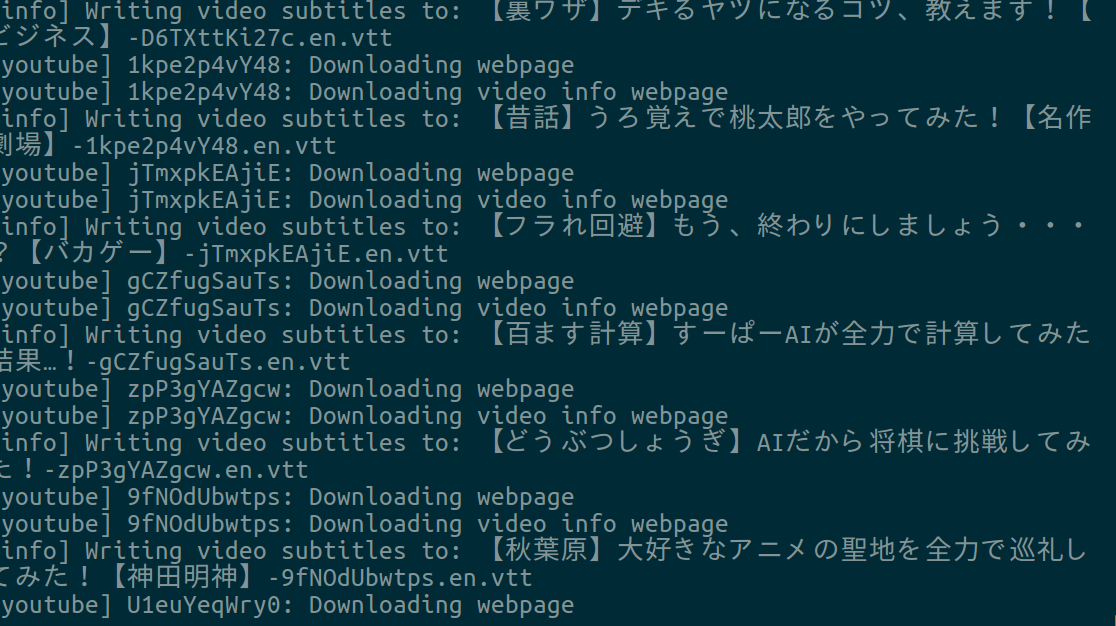 info] Writing video subtitles to: 【裏ワザ】デキるヤツになるコツ、教えます！【
ビジネス】-D6TXttKi27c.en.vtt
youtube] 1kpe2p4vY48: Downloading webpage
youtube] 1kpe2p4vY48: Downloading video info webpage
info] Writing video subtitles to: 【昔話】うろ覚えで桃太郎をやってみた！【名作
劇場】-1kpe2p4vY48.en.vtt
youtube] jTmxpkEAjiE: Downloading webpage
youtube] jTmxpkEAjiE: Downloading video info webpage
info] Writing video subtitles to: 【フラれ回避】もう、終わりにしましょう・・・
？【バカゲー】-jTmxpkEAjiE.en.vtt
youtube] gCZfugSauTs: Downloading webpage
youtube] gCZfugSauTs: Downloading video info webpage
info] Writing video subtitles to: 【百ます計算】すーぱーAIが全力で計算してみた
結果…！-gCZfugSauTs.en.vtt
youtube] zpP3gYAZgcw: Downloading webpage
youtube] zpP3gYAZgcw: Downloading video info webpage
info] Writing video subtitles to: 【どうぶつしょうぎ】AIだから将棋に挑戦してみ
た！-zpP3gYAZgcw.en.vtt
youtube] 9fNOdUbwtps: Downloading webpage
youtube] 9fNOdUbwtps: Downloading video info webpage
info] Writing video subtitles to: 【秋葉原】大好きなアニメの聖地を全力で巡礼し
てみた！【神田明神】-9fNOdUbwtps.en.vtt
youtube] U1euYeqWry0: Downloading webpage